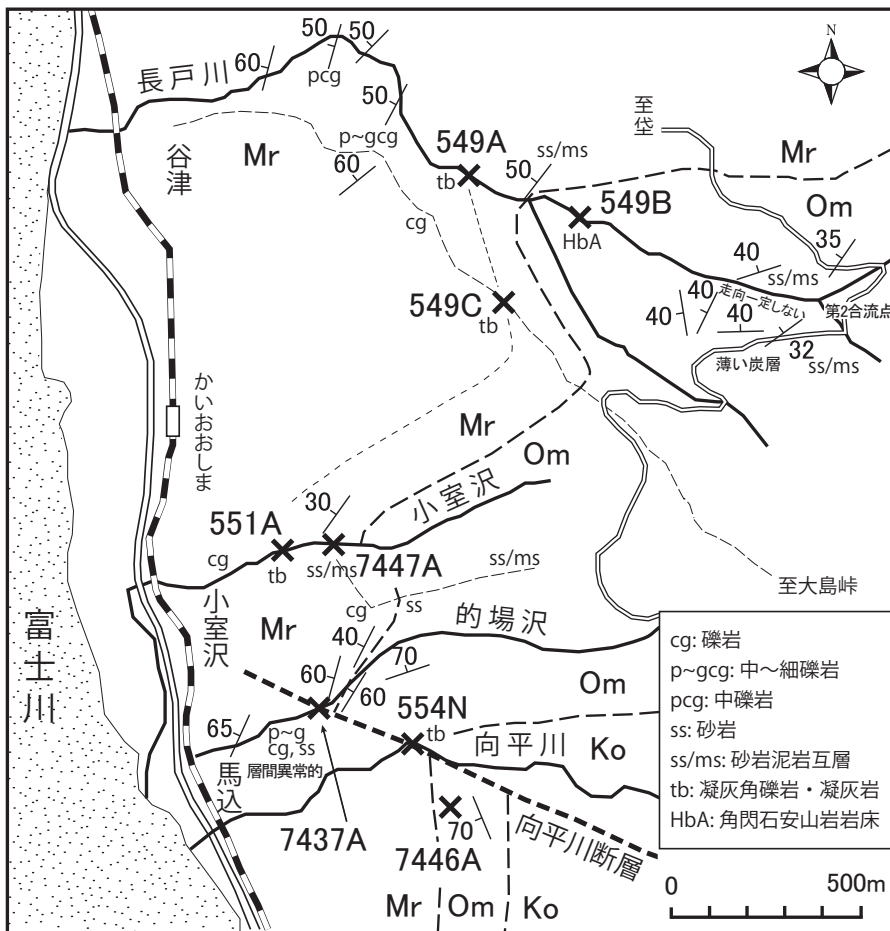 N
50
50
60
pcg
長戸川
50
至岱
谷津
Mr
p~gcg
60
549A
tb
50
ss/ms
Mr
549B
HbA
Om
cg
35
40
ss/ms
走向一定しない
40
40
40
第2合流点
549C
tb
32
薄い炭層
ss/ms
かいおおしま
Mr
Om
小室沢
30
551A
cg
tb
ss/ms
7447A
ss/ms
至大島峠
小室沢
cg
ss
的場沢
富士川
Mr
40
70
60
60
Om
554N
tb
65
p~g
cg, ss
層間異常的
向平川
Ko
馬込
7437A
70
7446A
向平川断層
Mr
Om
Ko
cg: 礫岩
p~gcg: 中〜細礫岩
pcg: 中礫岩
ss: 砂岩
ss/ms: 砂岩泥岩互層
tb: 凝灰角礫岩・凝灰岩
HbA: 角閃石安山岩岩床
0
500m